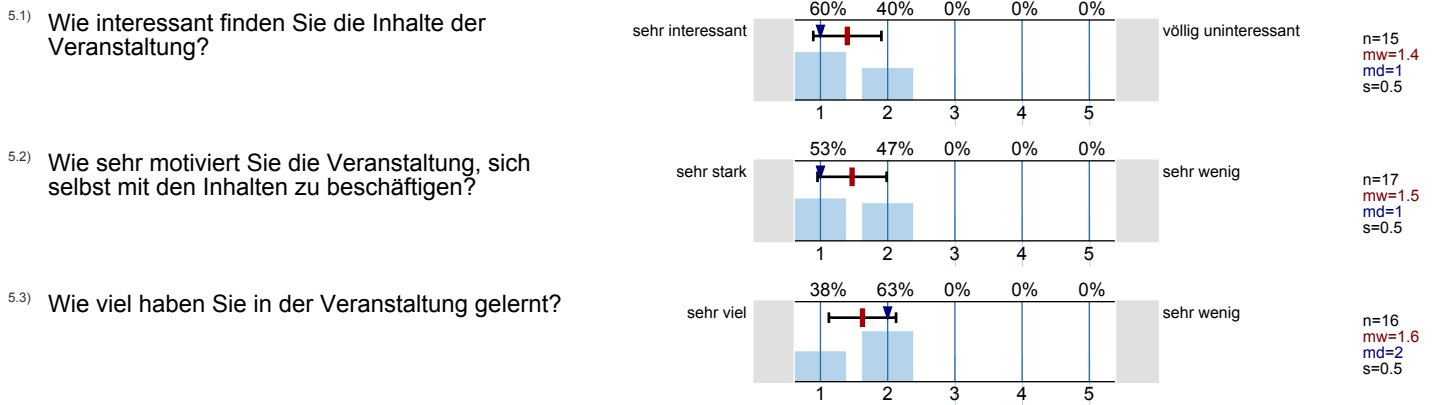 5.1) Wie interessant finden Sie die Inhalte der
Veranstaltung?
60% 40% 0% 0% 0%
sehr interessant
völlig uninteressant
1 2 3 4 5
n=15
mw=1.4
md=1
s=0.5
5.2) Wie sehr motiviert Sie die Veranstaltung, sich
selbst mit den Inhalten zu beschäftigen?
53% 47% 0% 0% 0%
sehr stark
sehr wenig
1 2 3 4 5
n=17
mw=1.5
md=1
s=0.5
5.3) Wie viel haben Sie in der Veranstaltung gelernt?
38% 63% 0% 0% 0%
sehr viel
sehr wenig
1 2 3 4 5
n=16
mw=1.6
md=2
s=0.5